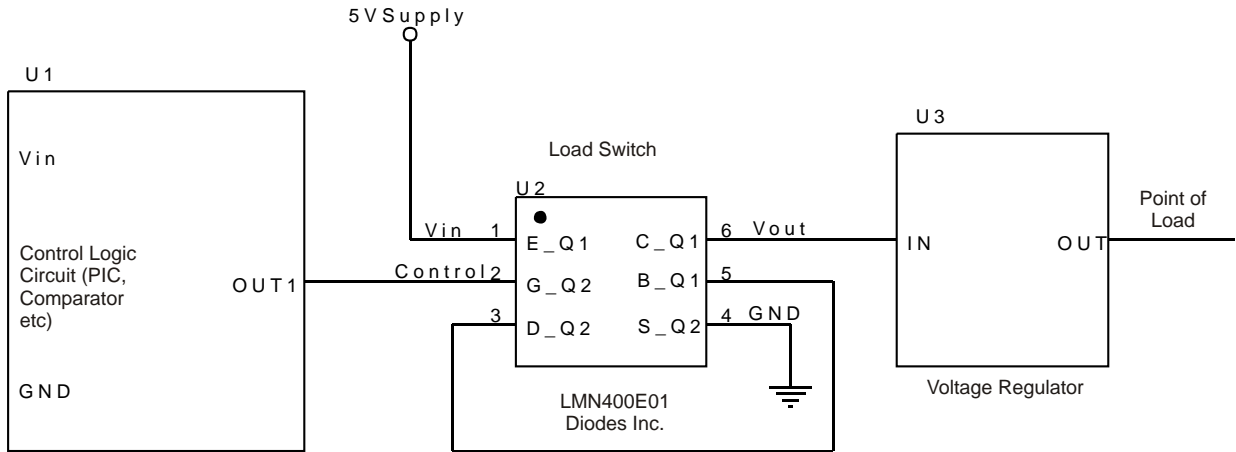 5VSupply
U1
Vin
Control Logic
Circuit (PIC,
Comparator
etc)
OUT1
GND
Load Switch
U2
Vin
1
E_Q1
C_Q1
6
Vout
Control
2
G_Q2
B_Q1
5
3
D_Q2
S_Q2
4
GND
LMN400E01
Diodes Inc.
U3
IN
OUT
Voltage Regulator
Point of
Load